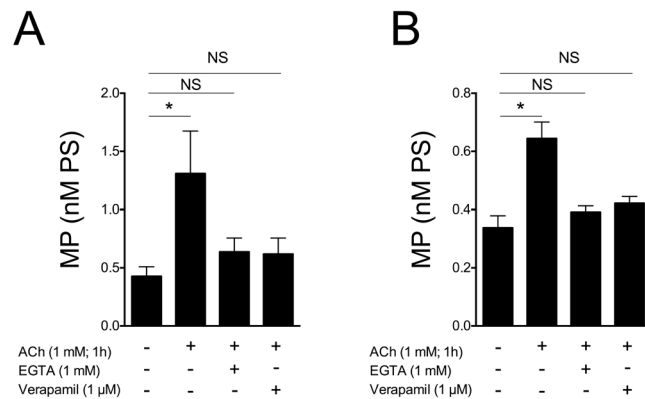 A
NS
NS
*
MP (nM PS)
2.0
1.5
1.0
0.5
0.0
ACh (1 mM; 1h) - + + +
EGTA (1 mM) - - + -
Verapamil (1 µM) - - - +
B
NS
NS
*
MP (nM PS)
0.8
0.6
0.4
0.2
0.0
ACh (1 mM; 1h) - + + +
EGTA (1 mM) - - + -
Verapamil (1 µM) - - - +